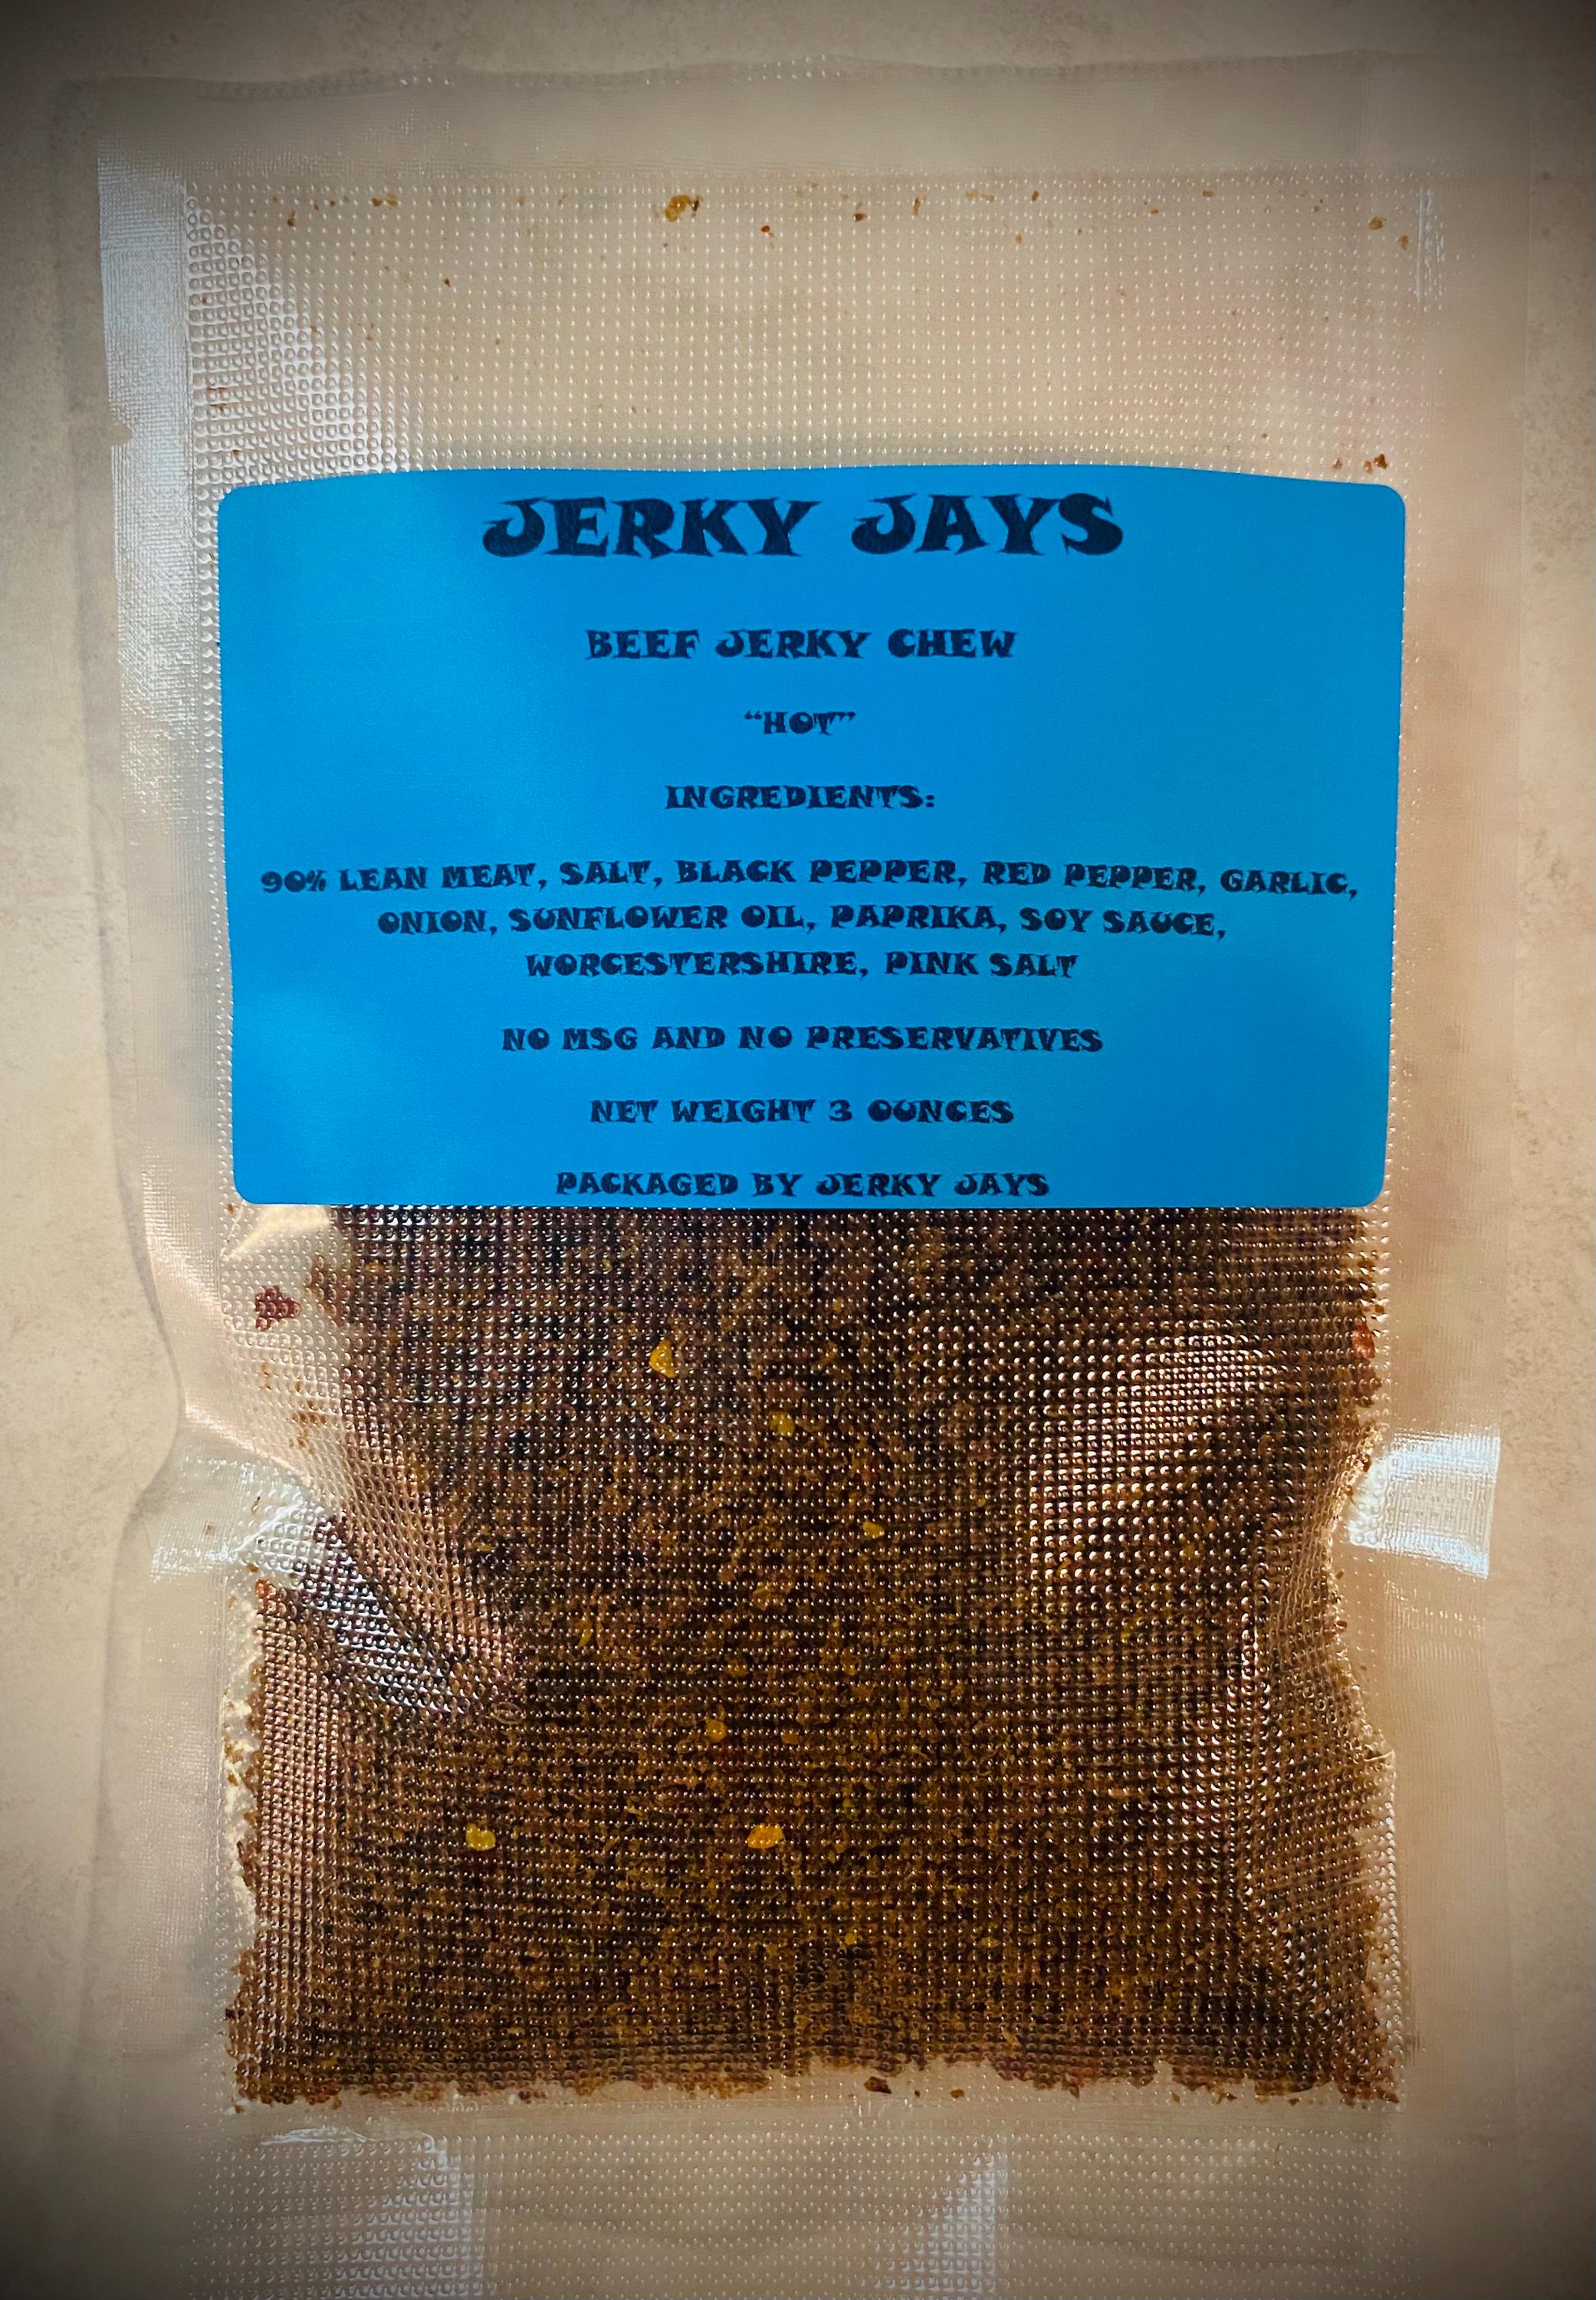 JERKY JAYS
BEEF JERKY CHEW
“HOT”
INGREDIENTS:
90% LEAN MEAT, SALT, BLACK PEPPER, RED PEPPER, GARLIC,
ONION, SUNFLOWER OIL, PAPRIKA, SOY SAUCE,
WORCESTERSHIRE, PINK SALT
NO MSG AND NO PRESERVATIVES
NET WEIGHT 3 OUNCES
PACKAGED BY JERKY JAYS